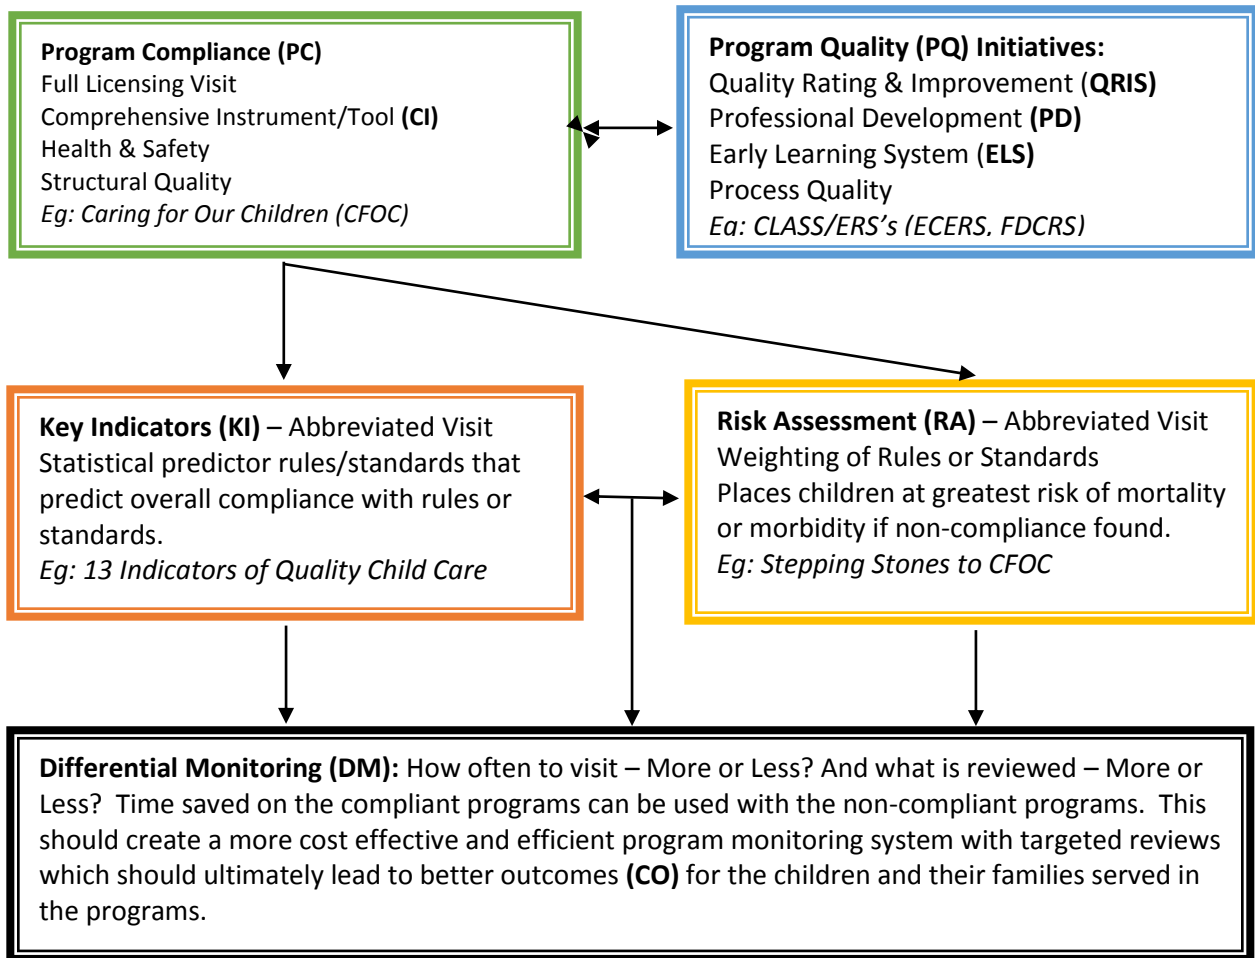 Program Compliance (PC)
Full Licensing Visit
Comprehensive Instrument/Tool (CI)
Health & Safety
Structural Quality
Eg: Caring for Our Children (CFOC)
Program Quality (PQ) Initiatives:
Quality Rating & Improvement (QRIS)
Professional Development (PD)
Early Learning System (ELS)
Process Quality
Eg: CLASS/ERS’s (ECERS, FDCRS)
Key Indicators (KI) – Abbreviated Visit
Statistical predictor rules/standards that
predict overall compliance with rules or
standards.
Eg: 13 Indicators of Quality Child Care
Risk Assessment (RA) – Abbreviated Visit
Weighting of Rules or Standards
Places children at greatest risk of mortality
or morbidity if non-compliance found.
Eg: Stepping Stones to CFOC
Differential Monitoring (DM): How often to visit – More or Less? And what is reviewed – More or
Less? Time saved on the compliant programs can be used with the non-compliant programs. This
should create a more cost effective and efficient program monitoring system with targeted reviews
which should ultimately lead to better outcomes (CO) for the children and their families served in
the programs.